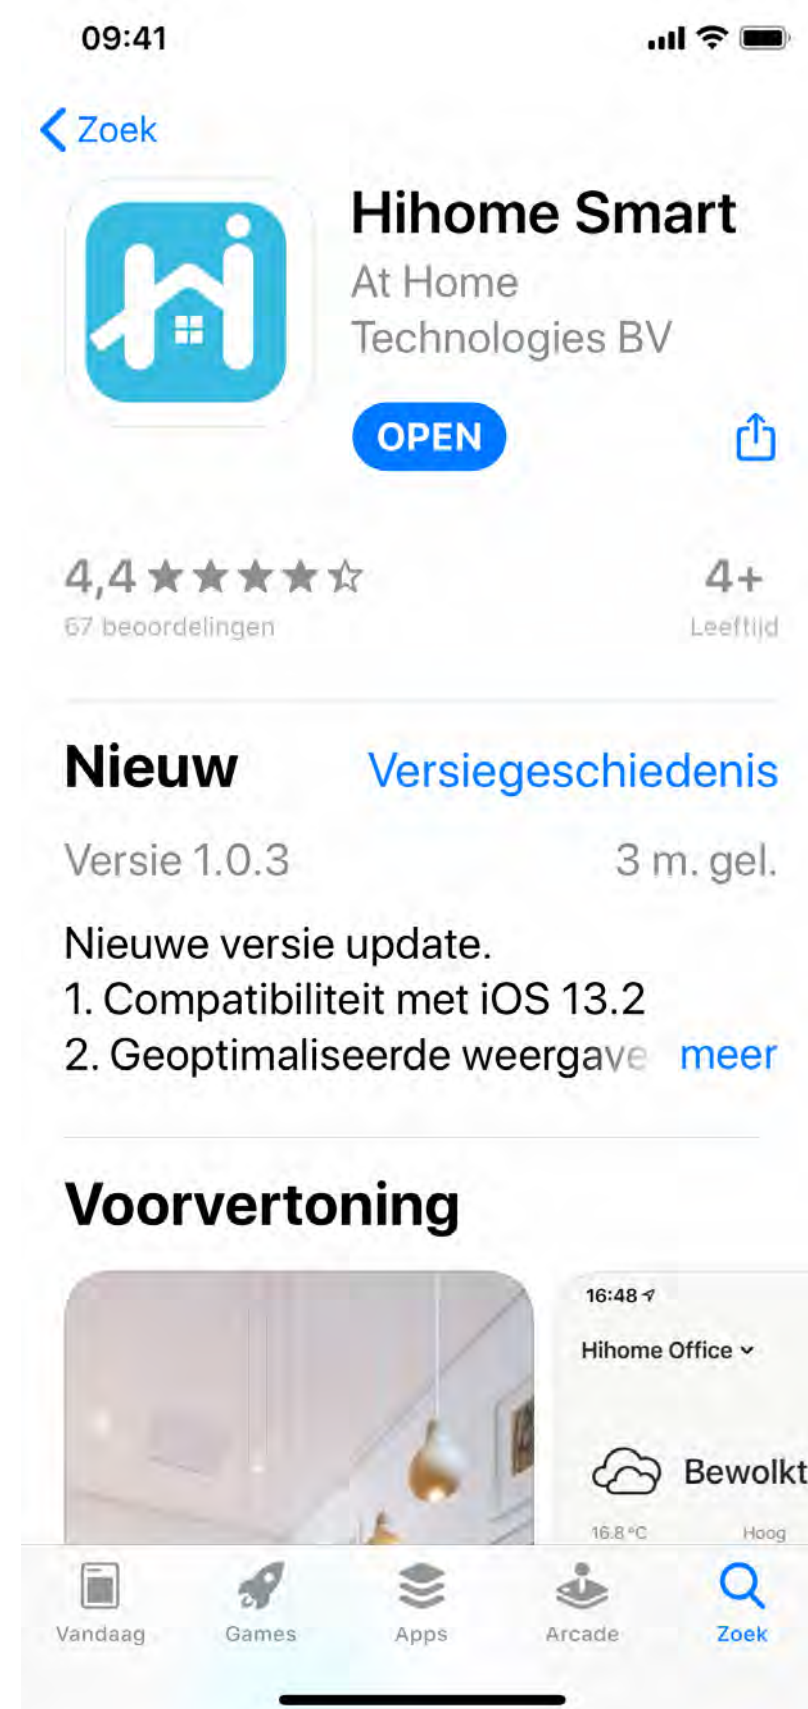 09:41
Zoek
Hihome Smart
At Home
Technologies BV
OPEN
4,4
4+
67 beoordelingen
Leeftijd
Nieuw
Versiegeschiedenis
Versie 1.0.3
3 m. gel.
Nieuwe versie update.
1. Compatibiliteit met iOS 13.2
2. Geoptimaliseerde weergave meer
Voorvertoning
16:48
Hihome Office
Bewolkt
16.8 °C
Hoog
Vandaag
Games
Apps
Arcade
Zoek